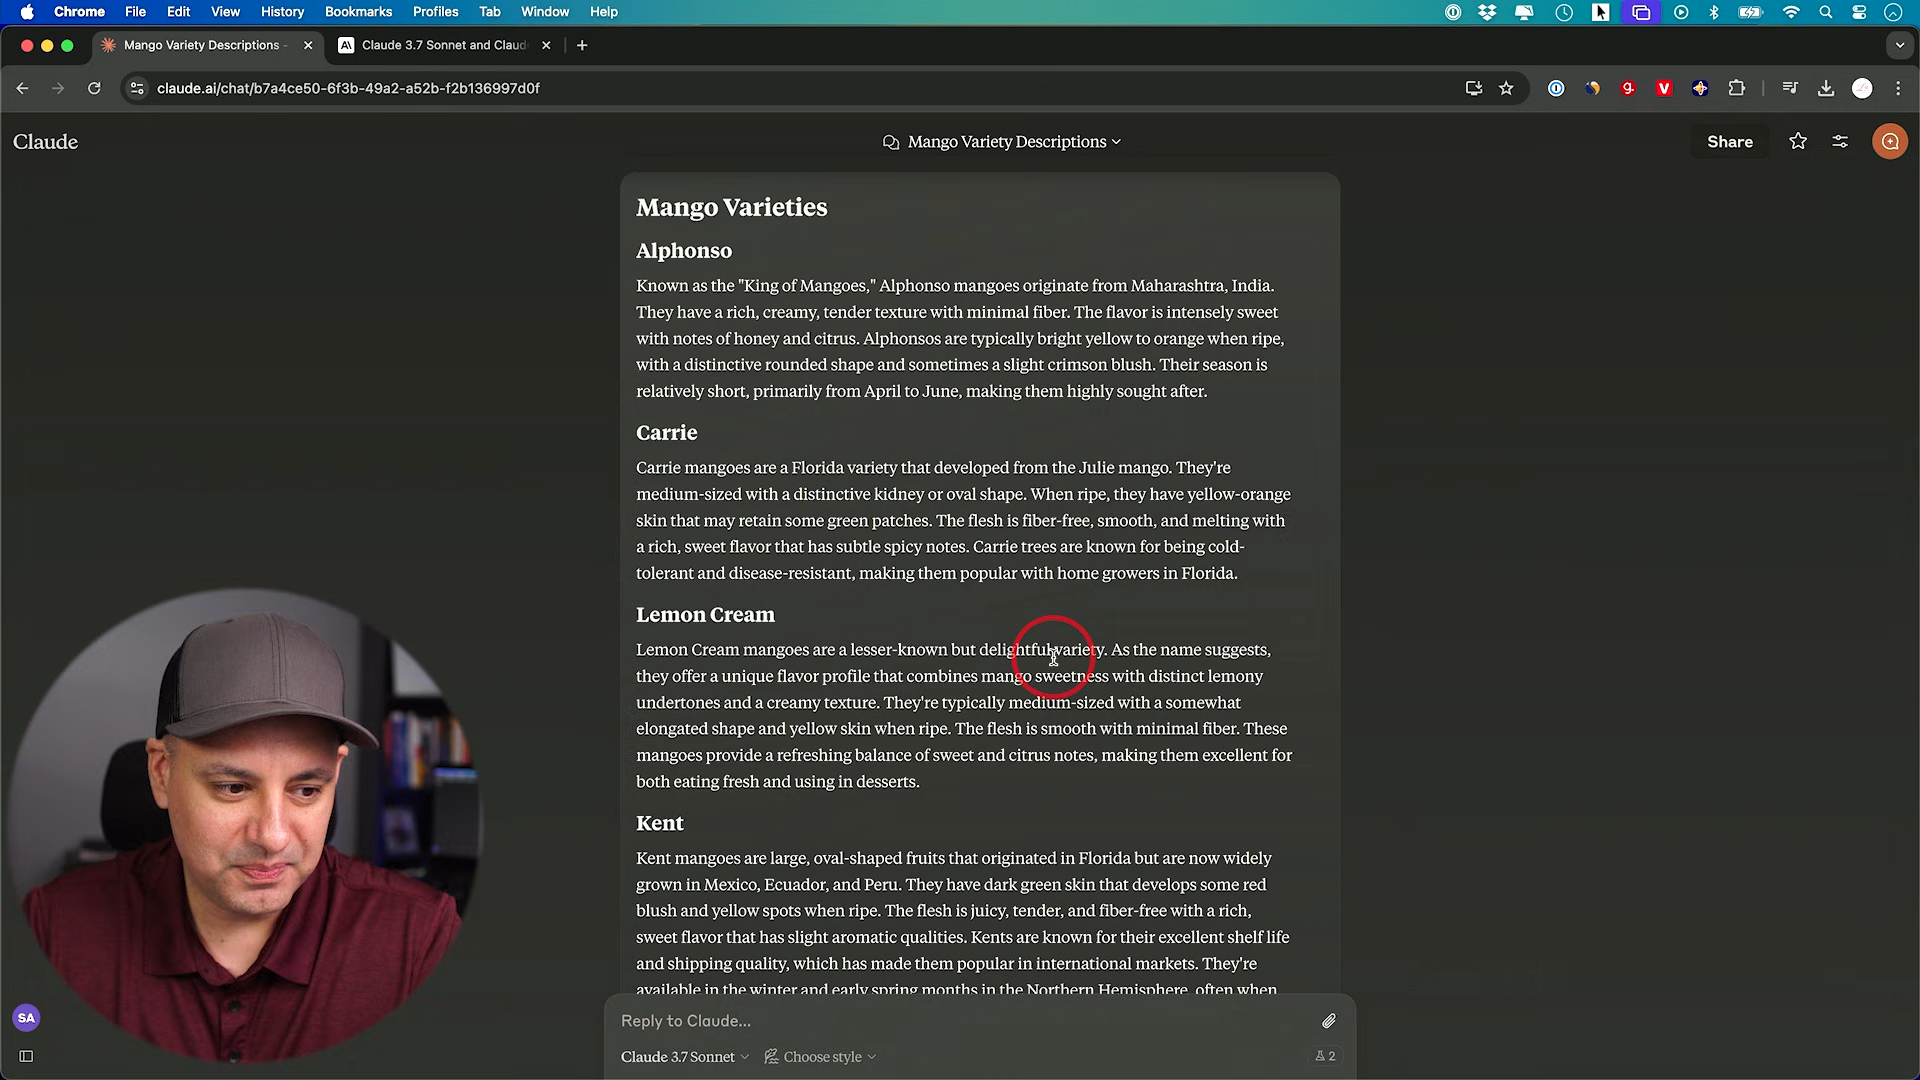 Chrome File Edit View History Bookmarks Profiles Tab Window Help
Mango Variety Descriptions -
Claude 3.7 Sonnet and Claud
claude.ai/chat/b7a4ce50-6f3b-49a2-a52b-f2b136997d0f
Claude
Mango Variety Descriptions
Share
Mango Varieties
Alphonso
Known as the "King of Mangoes," Alphonso mangoes originate from Maharashtra, India.
They have a rich, creamy, tender texture with minimal fiber. The flavor is intensely sweet
with notes of honey and citrus. Alphonsos are typically bright yellow to orange when ripe,
with a distinctive rounded shape and sometimes a slight crimson blush. Their season is
relatively short, primarily from April to June, making them highly sought after.
Carrie
Carrie mangoes are a Florida variety that developed from the Julie mango. They're
medium-sized with a distinctive kidney or oval shape. When ripe, they have yellow-orange
skin that may retain some green patches. The flesh is fiber-free, smooth, and melting with
a rich, sweet flavor that has subtle spicy notes. Carrie trees are known for being cold-
tolerant and disease-resistant, making them popular with home growers in Florida.
Lemon Cream
Lemon Cream mangoes are a lesser-known but delightful variety. As the name suggests,
they offer a unique flavor profile that combines mango sweetness with distinct lemony
undertones and a creamy texture. They're typically medium-sized with a somewhat
elongated shape and yellow skin when ripe. The flesh is smooth with minimal fiber. These
mangoes provide a refreshing balance of sweet and citrus notes, making them excellent for
both eating fresh and using in desserts.
Kent
Kent mangoes are large, oval-shaped fruits that originated in Florida but are now widely
grown in Mexico, Ecuador, and Peru. They have dark green skin that develops some red
blush and yellow spots when ripe. The flesh is juicy, tender, and fiber-free with a rich,
sweet flavor that has slight aromatic qualities. Kents are known for their excellent shelf life
and shipping quality, which has made them popular in international markets. They're
available in the winter and early spring months in the Northern Hemisphere, often when
SA
Reply to Claude...
Claude 3.7 Sonnet
Choose style
2